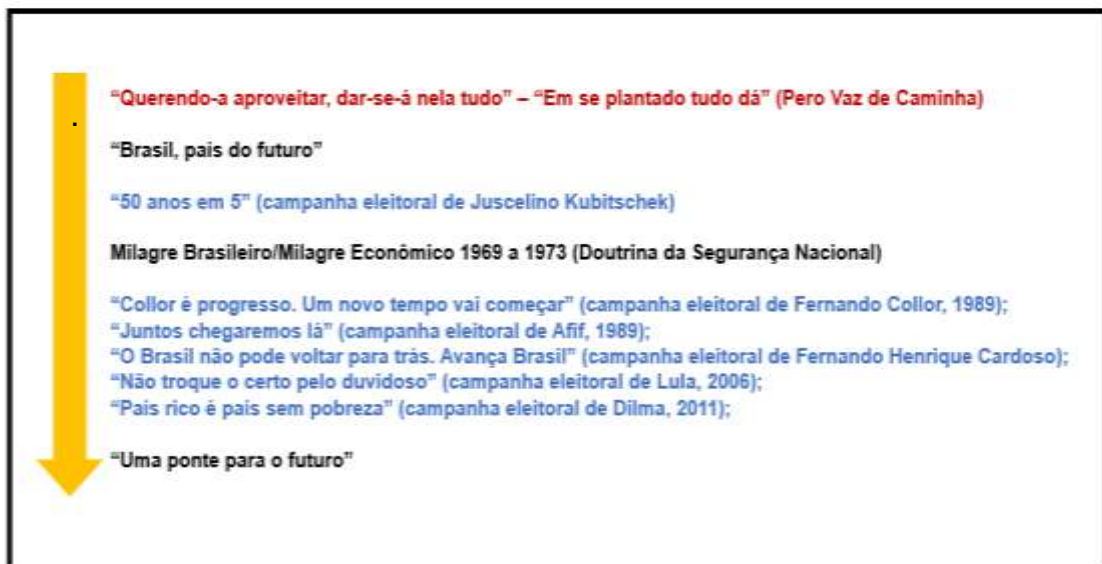 “Querendo-a aproveitar, dar-se-á nela tudo” – “Em se plantado tudo dá” (Pero Vaz de Caminha)
“Brasil, país do futuro”
“50 anos em 5” (campanha eleitoral de Juscelino Kubitschek)
Milagre Brasileiro/Milagre Econômico 1969 a 1973 (Doutrina da Segurança Nacional)
“Collor é progresso. Um novo tempo vai começar” (campanha eleitoral de Fernando Collor, 1989);
“Juntos chegaremos lá” (campanha eleitoral de Afif, 1989);
“O Brasil não pode voltar para trás. Avança Brasil” (campanha eleitoral de Fernando Henrique Cardoso);
“Não troque o certo pelo duvidoso” (campanha eleitoral de Lula, 2006);
“País rico é país sem pobreza” (campanha eleitoral de Dilma, 2011);
“Uma ponte para o futuro”